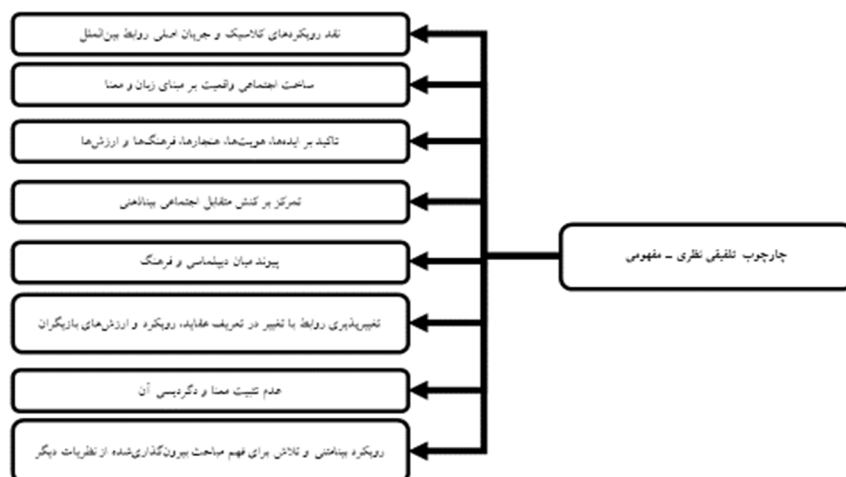 چارچوب تلفیقی نظری - مفهومی
نقد رویکردهای کلاسیک و جریان اصلی روابط بین‌الملل
ساخت اجتماعی واقعیت بر مبنای زبان و معنا
تاکید بر ایده‌ها، هویت‌ها، هنجارها، فرهنگ‌ها و ارزش‌ها
تمرکز بر کنش متقابل اجتماعی بیناذهنی
پیوند میان دیپلماسی و فرهنگ
تغییرپذیری روابط با تغییر در تعریف عقاید، رویکرد و ارزش‌های بازیگران
عدم تثبیت معنا و دگردیسی آن
رویکرد بینامتنی و تلاش برای فهم مباحث بیرون‌گذاری‌شده از نظریات دیگر